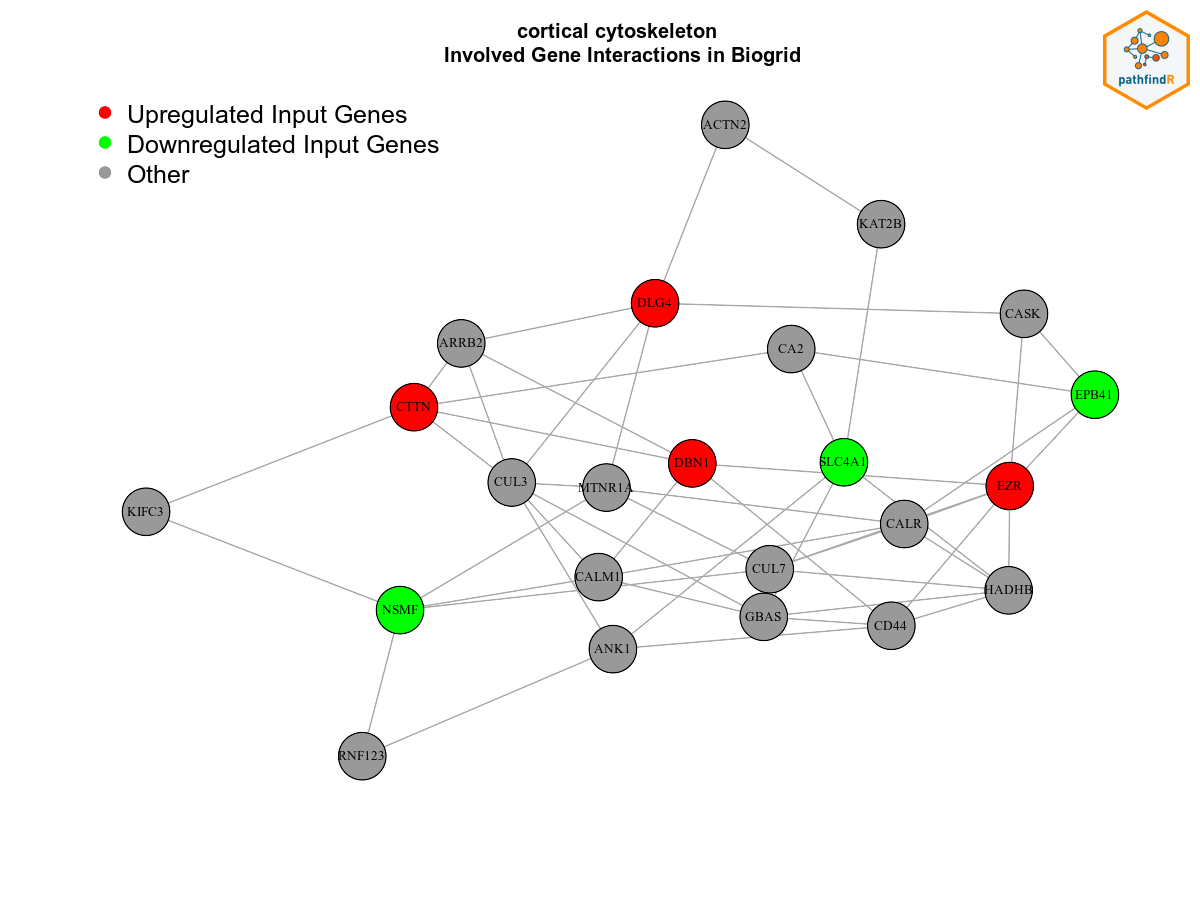 cortical cytoskeleton
Involved Gene Interactions in Biogrid
pathfindR
Upregulated Input Genes
Downregulated Input Genes
Other
ACTN2
KAT2B
DLG4
CASK
ARRB2
CA2
EPB41
CTTN
DBN1
SLC4A1
CUL3
MTNR1A
EZR
KIFC3
CALR
CALM1
CUL7
HADHB
NSMF
GBAS
CD44
ANK1
RNF123